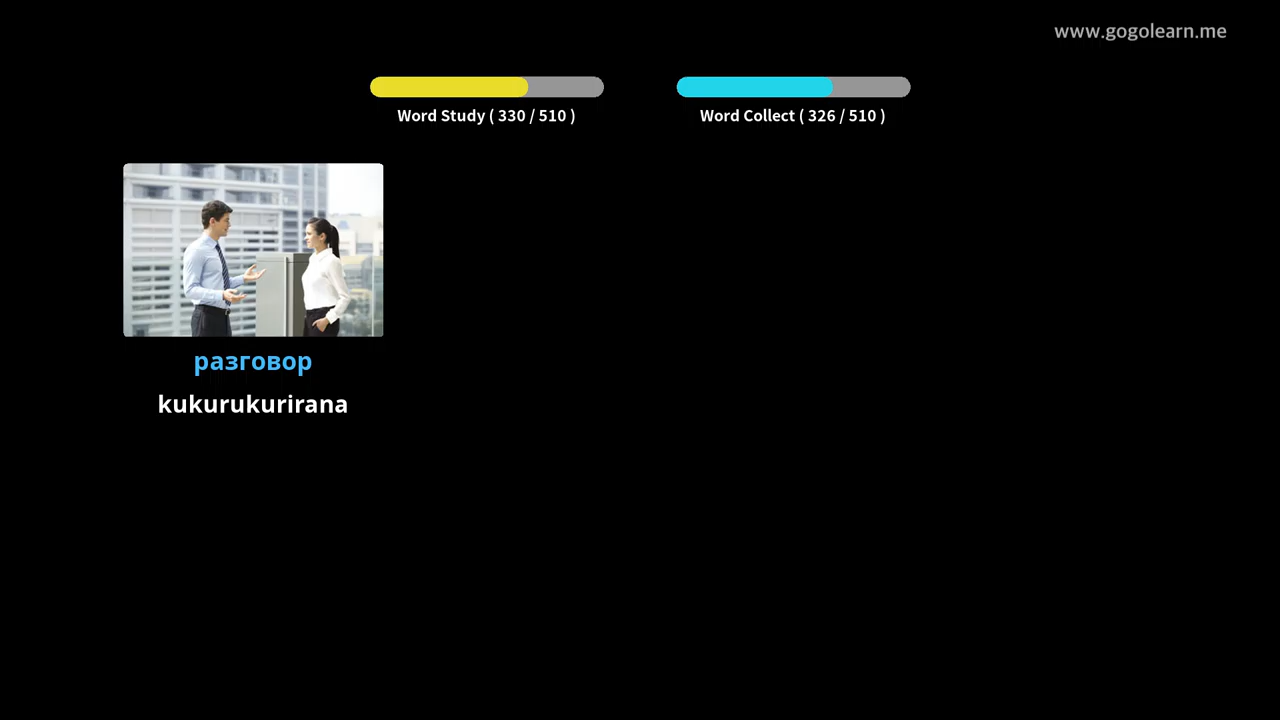 www.gogolearn.me
Word Study ( 330 / 510 )
Word Collect ( 326 / 510 )
разговор
kukurukurirana